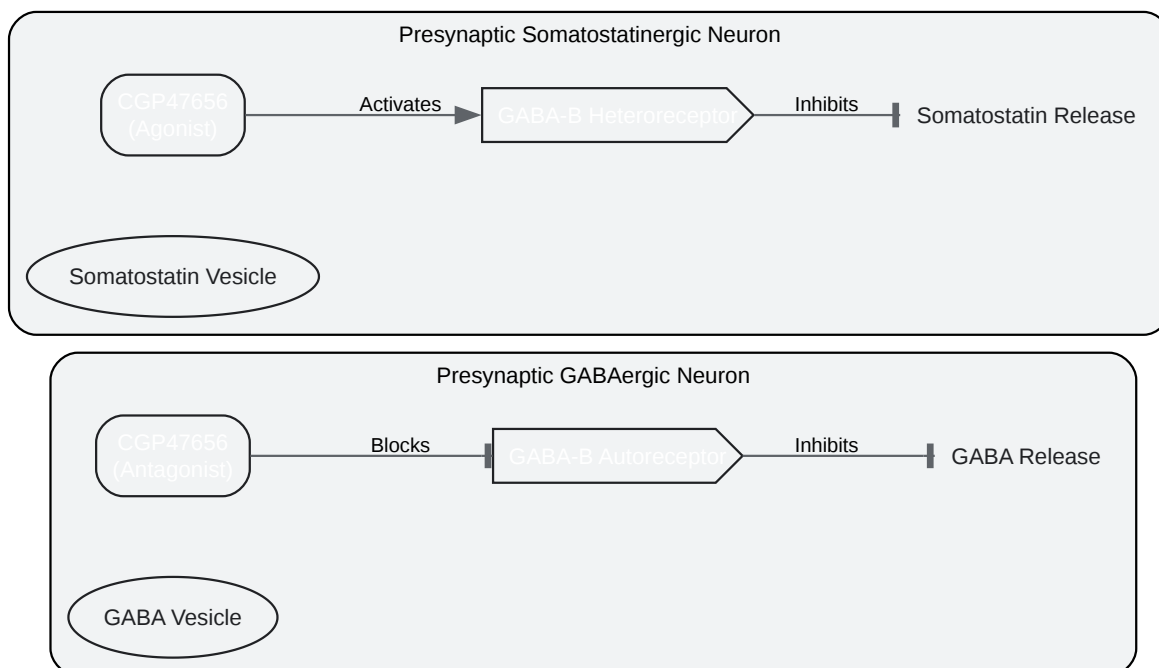 Presynaptic Somatostatinergic Neuron
CGP47656
(Agonist)
Activates
GABA-B Heteroreceptor
Inhibits
Somatostatin Release
Somatostatin Vesicle
Presynaptic GABAergic Neuron
CGP47656
(Antagonist)
Blocks
GABA-B Autoreceptor
Inhibits
GABA Release
GABA Vesicle